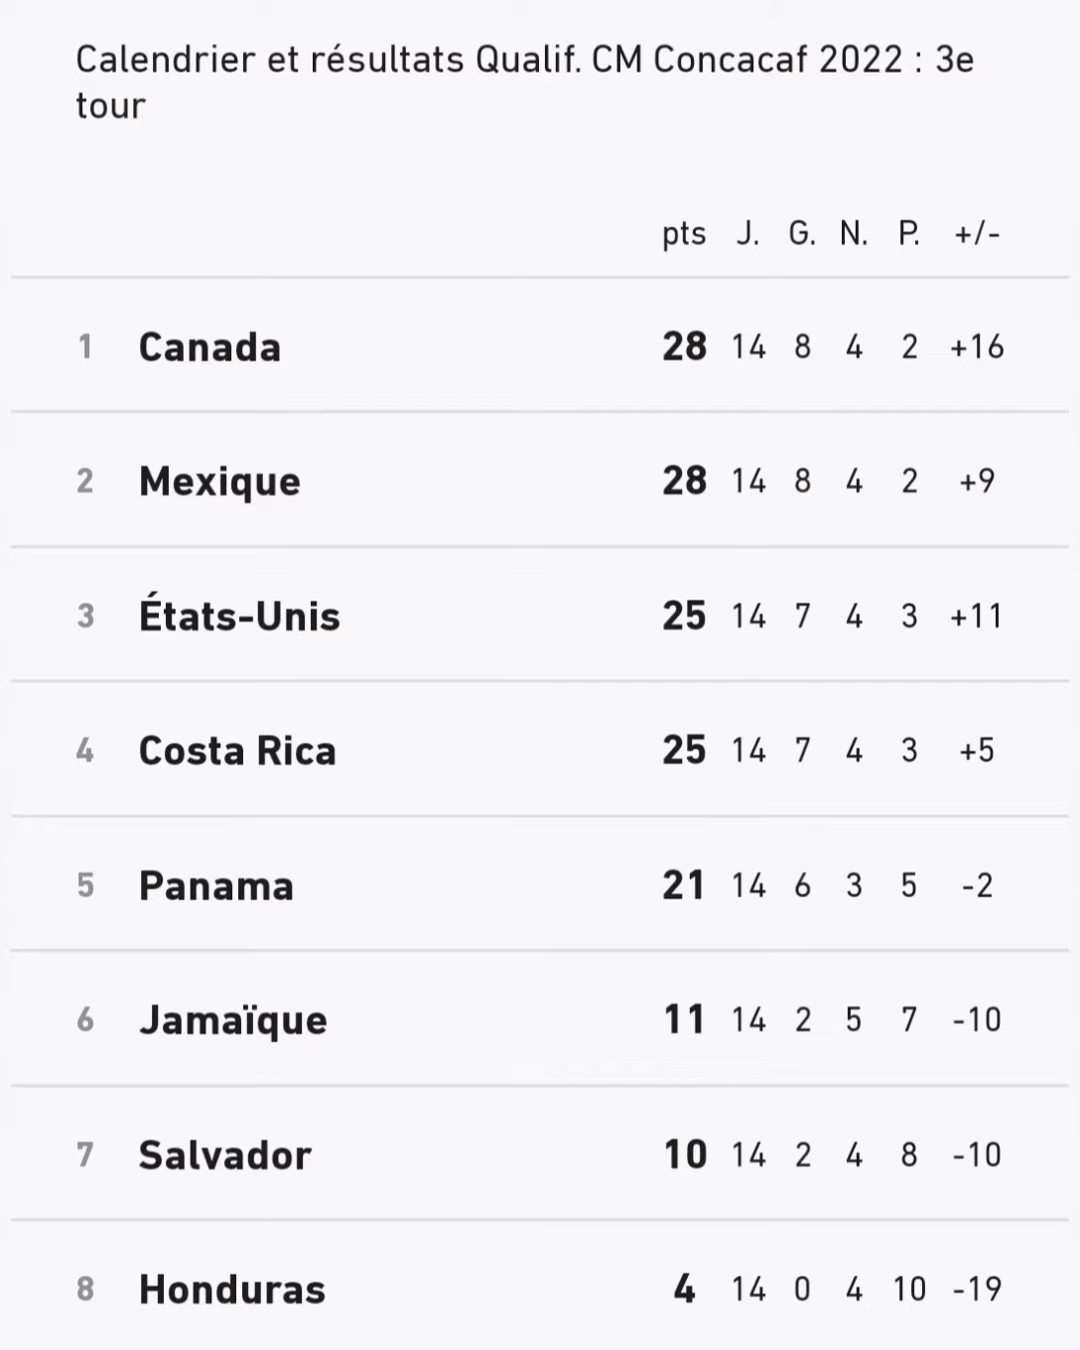 Calendrier et résultats Qualif. CM Concacaf 2022 : 3e
tour
pts J. G. N. P. +/-
1 Canada 28 14 8 4 2 +16
2 Mexique 28 14 8 4 2 +9
3 États-Unis 25 14 7 4 3 +11
4 Costa Rica 25 14 7 4 3 +5
5 Panama 21 14 6 3 5 -2
6 Jamaïque 11 14 2 5 7 -10
7 Salvador 10 14 2 4 8 -10
8 Honduras 4 14 0 4 10 -19